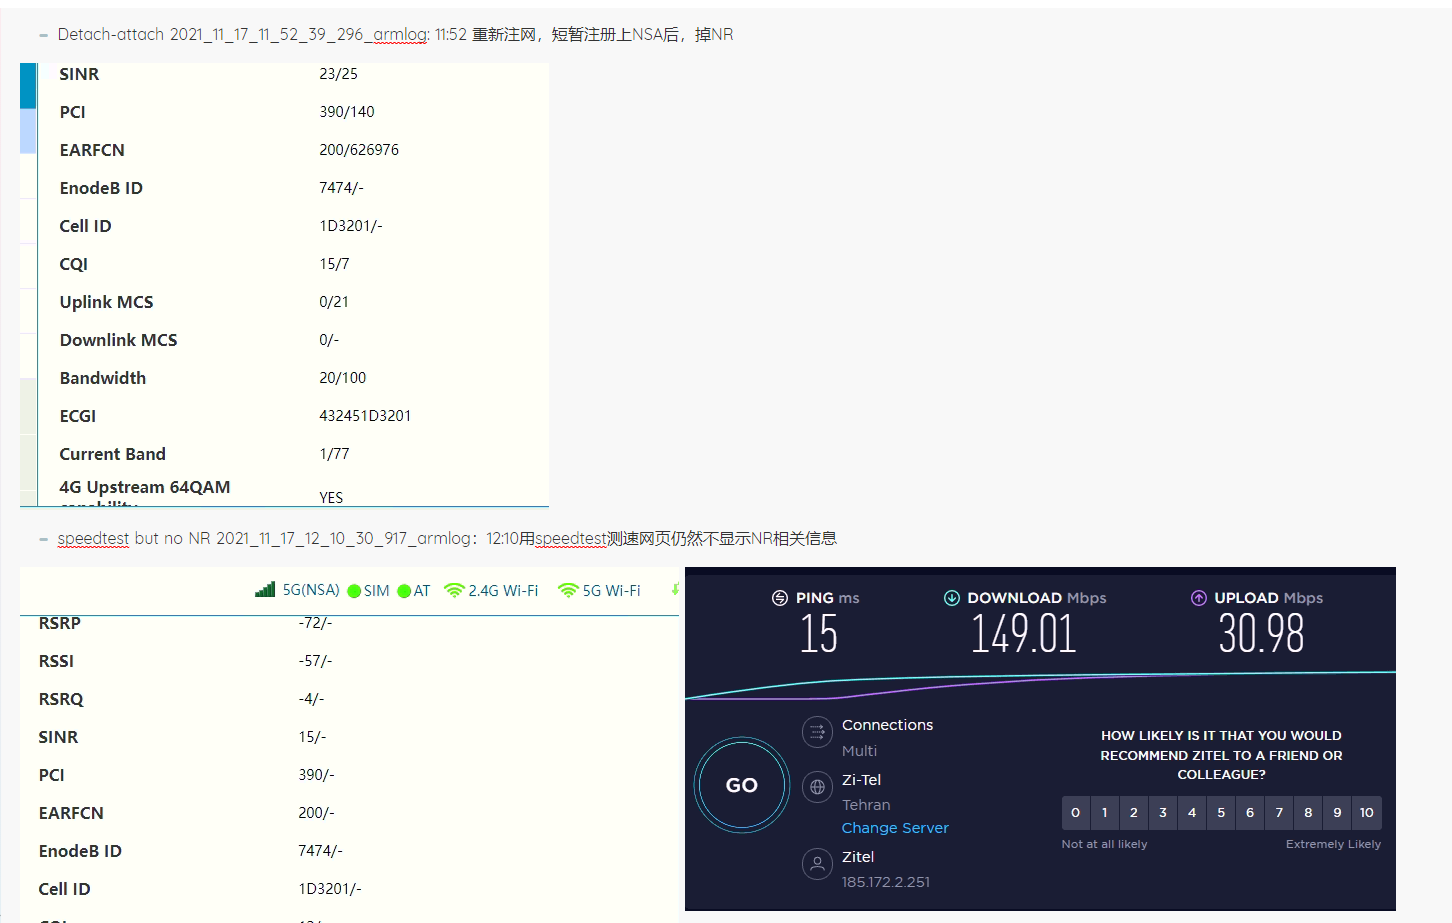 – Detach-attach 2021_11_17_11_52_39_296_armlog: 11:52 重新注网，短暂注册上NSA后，掉NR
SINR 23/25
PCI 390/140
EARFCN 200/626976
EnodeB ID 7474/-
Cell ID 1D3201/-
CQI 15/7
Uplink MCS 0/21
Downlink MCS 0/-
Bandwidth 20/100
ECGI 432451D3201
Current Band 1/77
4G Upstream 64QAM
capability YES
– speedtest but no NR 2021_11_17_12_10_30_917_armlog：12:10用speedtest测速网页仍然不显示NR相关信息
5G(NSA) SIM AT 2.4G Wi-Fi 5G Wi-Fi
RSRP -72/-
RSSI -57/-
RSRQ -4/-
SINR 15/-
PCI 390/-
EARFCN 200/-
EnodeB ID 7474/-
Cell ID 1D3201/-
PING ms
15
DOWNLOAD Mbps
149.01
UPLOAD Mbps
30.98
GO
Connections
Multi
Zi-Tel
Tehran
Change Server
Zitel
185.172.2.251
HOW LIKELY IS IT THAT YOU WOULD
RECOMMEND ZITEL TO A FRIEND OR
COLLEAGUE?
0 1 2 3 4 5 6 7 8 9 10
Not at all likely Extremely Likely